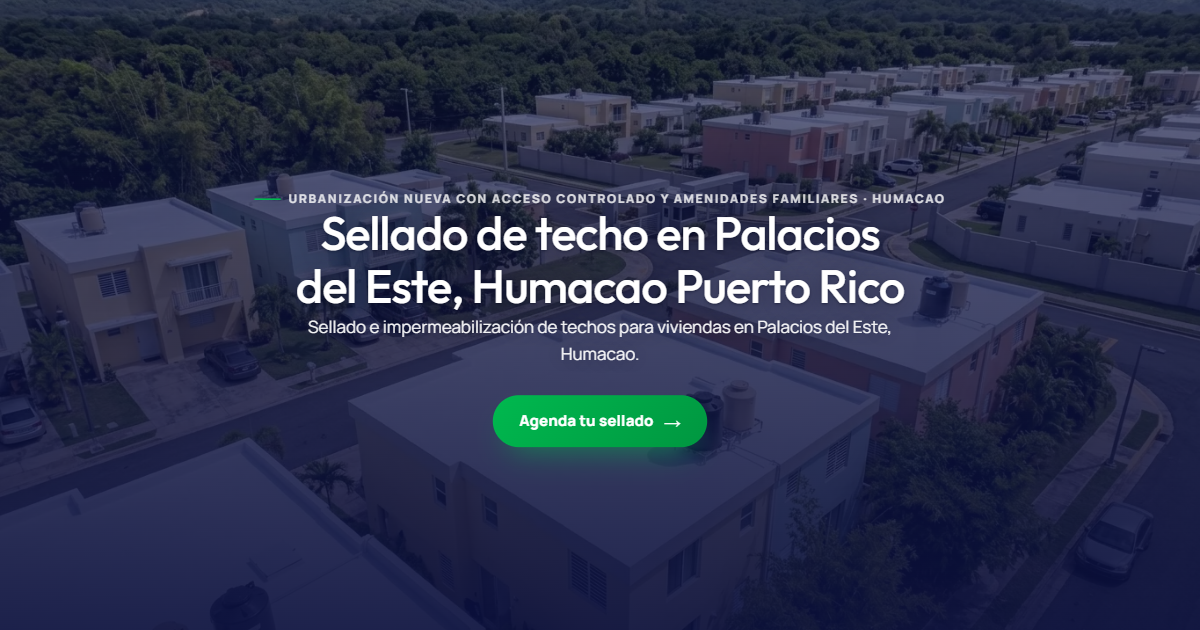 URBANIZACIÓN NUEVA CON ACCESO CONTROLADO Y AMENIDADES FAMILIARES · HUMACAO
Sellado de techo en Palacios
del Este, Humacao Puerto Rico
Sellado e impermeabilización de techos para viviendas en Palacios del Este,
Humacao.
Agenda tu sellado →